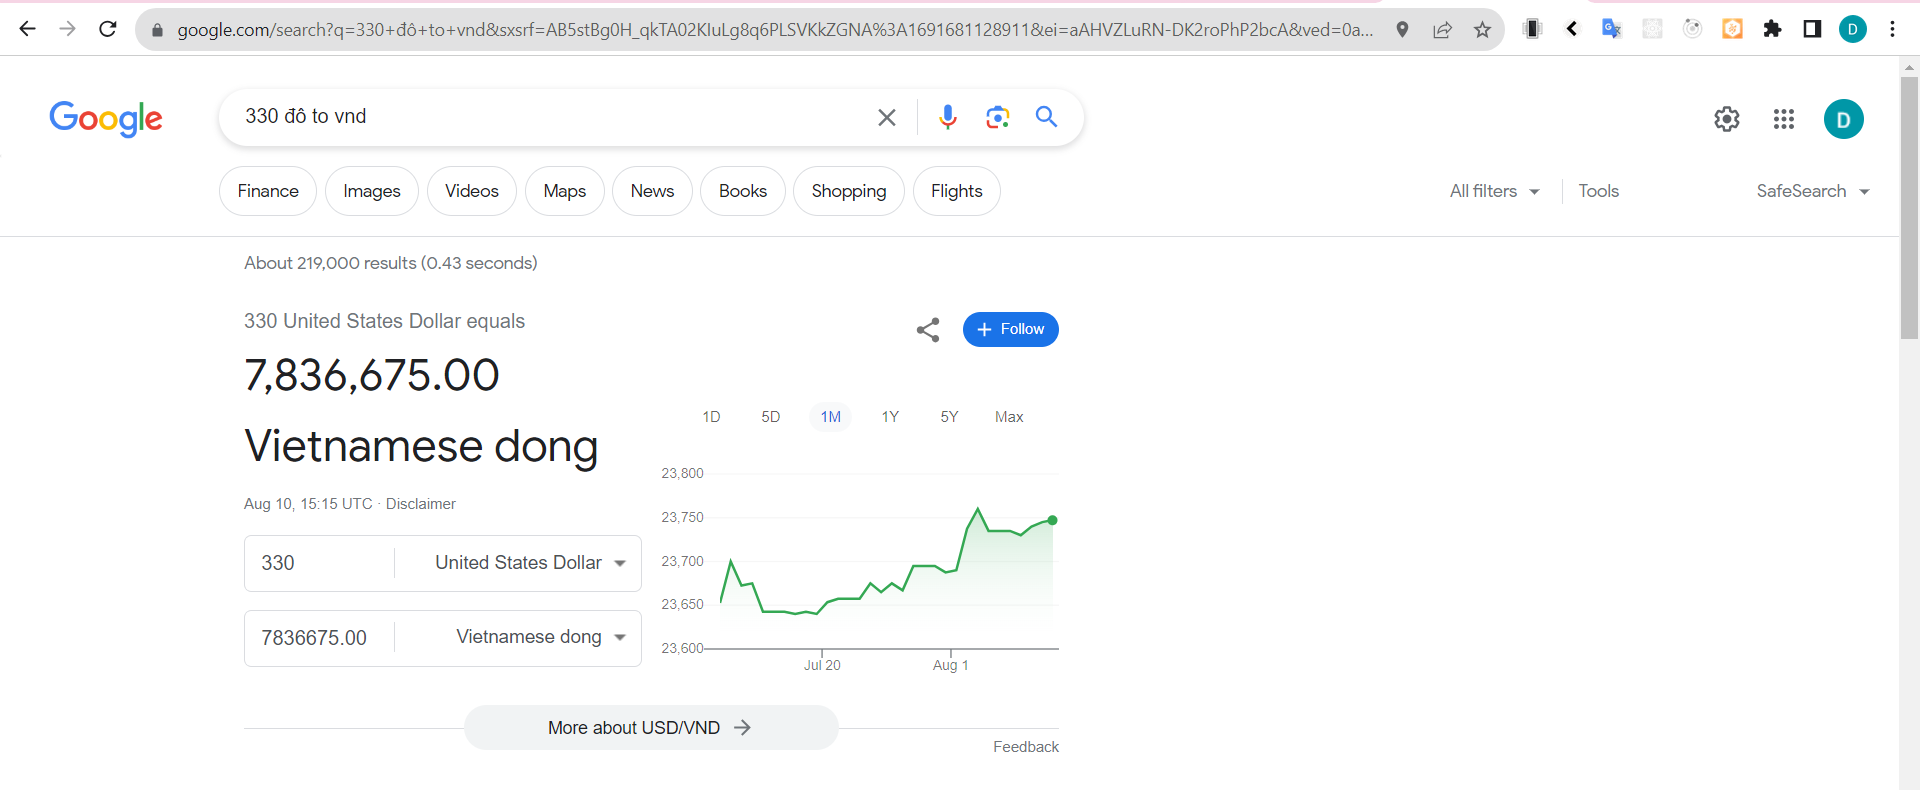 google.com/search?q=330+đô+to+vnd&sxsrf=AB5stBg0H_qkTA02KIuLg8q6PLSVKkZGNA%3A1691681128911&ei=aAHVZLuRN-DK2roPhP2bcA&ved=0a...
D
Google
330 đô to vnd
D
Finance
Images
Videos
Maps
News
Books
Shopping
Flights
All filters
Tools
SafeSearch
About 219,000 results (0.43 seconds)
330 United States Dollar equals
7,836,675.00
Vietnamese dong
Aug 10, 15:15 UTC · Disclaimer
330
United States Dollar
7836675.00
Vietnamese dong
Follow
1D
5D
1M
1Y
5Y
Max
23,800
23,750
23,700
23,650
23,600
Jul 20
Aug 1
More about USD/VND
Feedback